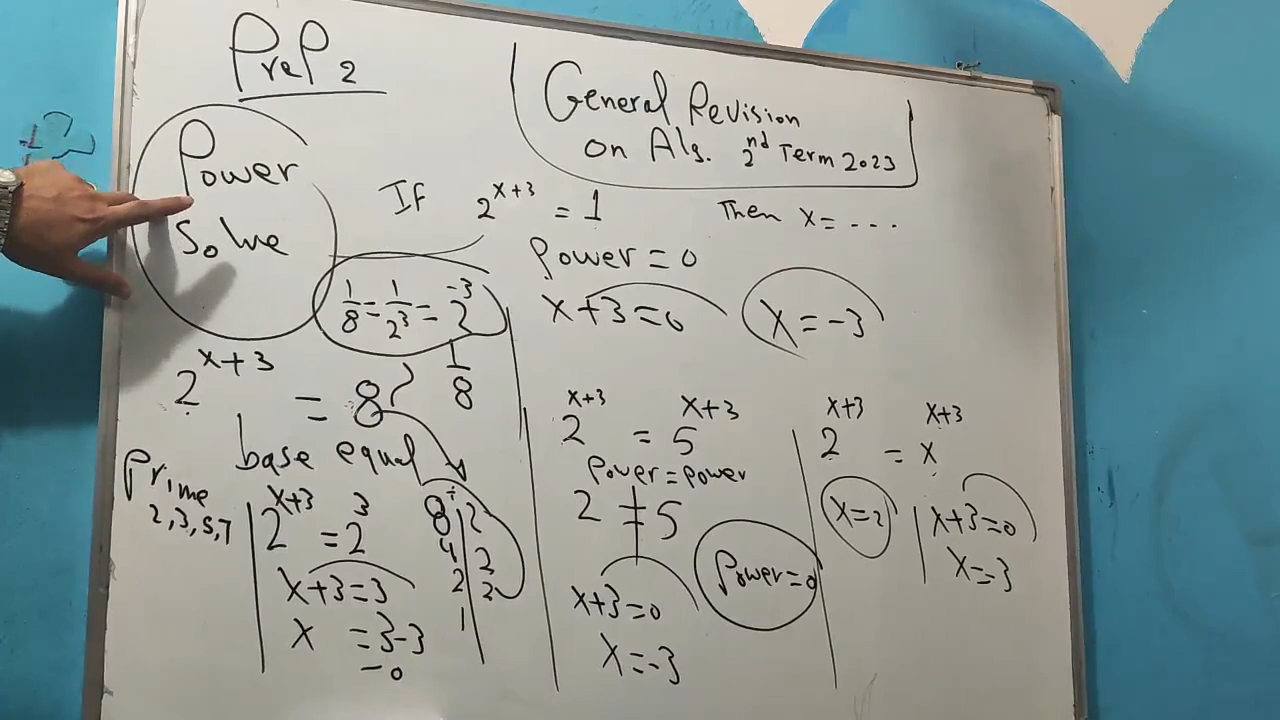 PreP 2
General Revision
on Alg. 2nd Term 2023
Power
Solve
If 2^(x+3) = 1 Then x = ....
Power = 0
x+3=0 x = -3
1/8 = 1/2^3 = 2^-3
2^(x+3) = 8 ? 1/8
base equal
Prime
2,3,5,7
2^(x+3) = 2^3
x+3=3
x = 3-3
= 0
8 | 2
4 | 2
2 | 2
1
2^(x+3) = 5^(x+3)
Power = Power
2 ≠ 5
Power = 0
x+3=0
x = -3
2^(x+3) = x^(x+3)
x=2
x+3=0
x=-3